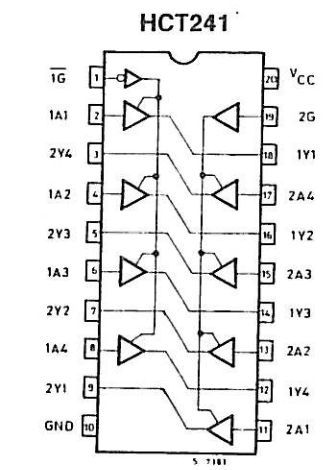 HCT241
1G 1 20 VCC
1A1 2 19 2G
2Y4 3 18 1Y1
1A2 4 17 2A4
2Y3 5 16 1Y2
1A3 6 15 2A3
2Y2 7 14 1Y3
1A4 8 13 2A2
2Y1 9 12 1Y4
GND 10 11 2A1